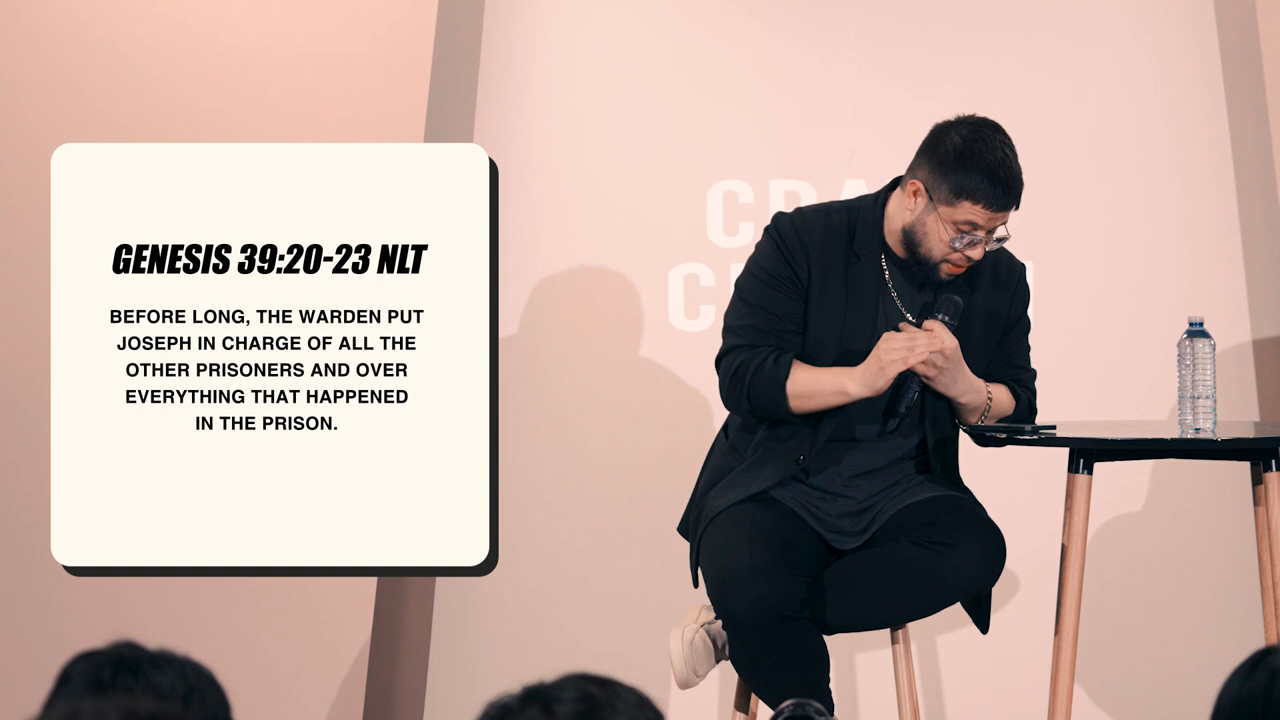 GENESIS 39:20-23 NLT
BEFORE LONG, THE WARDEN PUT
JOSEPH IN CHARGE OF ALL THE
OTHER PRISONERS AND OVER
EVERYTHING THAT HAPPENED
IN THE PRISON.